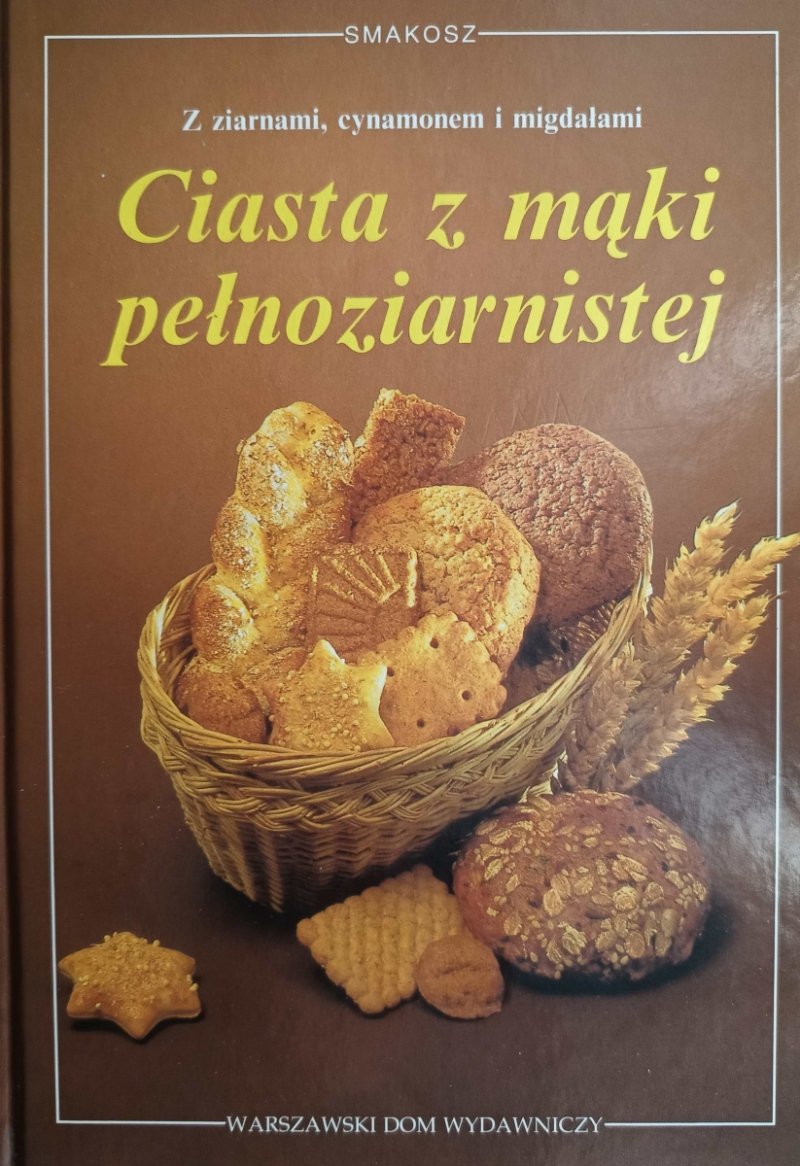 SMAKOSZ
Z ziarnami, cynamonem i migdałami
Ciasta z mąki
pełnoziarnistej
WARSZAWSKI DOM WYDAWNICZY